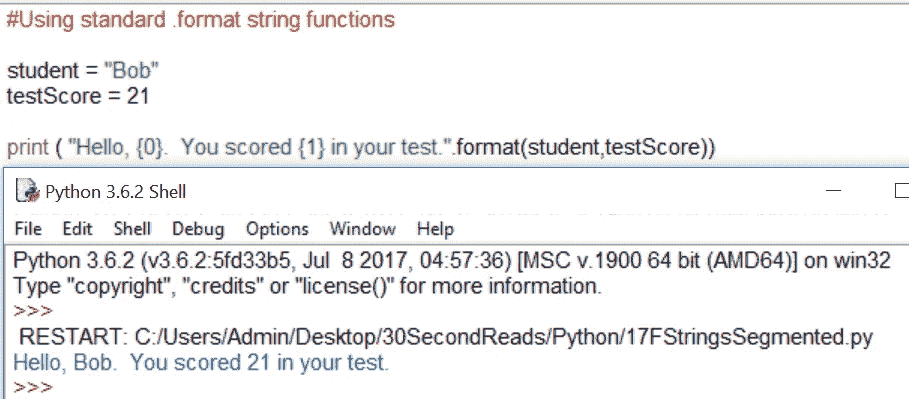 #Using standard .format string functions
student = "Bob"
testScore = 21
print ( "Hello, {0}.  You scored {1} in your test.".format(student,testScore))
Python 3.6.2 Shell
File Edit Shell Debug Options Window Help
Python 3.6.2 (v3.6.2:5fd33b5, Jul  8 2017, 04:57:36) [MSC v.1900 64 bit (AMD64)] on win32
Type "copyright", "credits" or "license()" for more information.
>>>
RESTART: C:/Users/Admin/Desktop/30SecondReads/Python/17FStringsSegmented.py
Hello, Bob.  You scored 21 in your test.
>>>